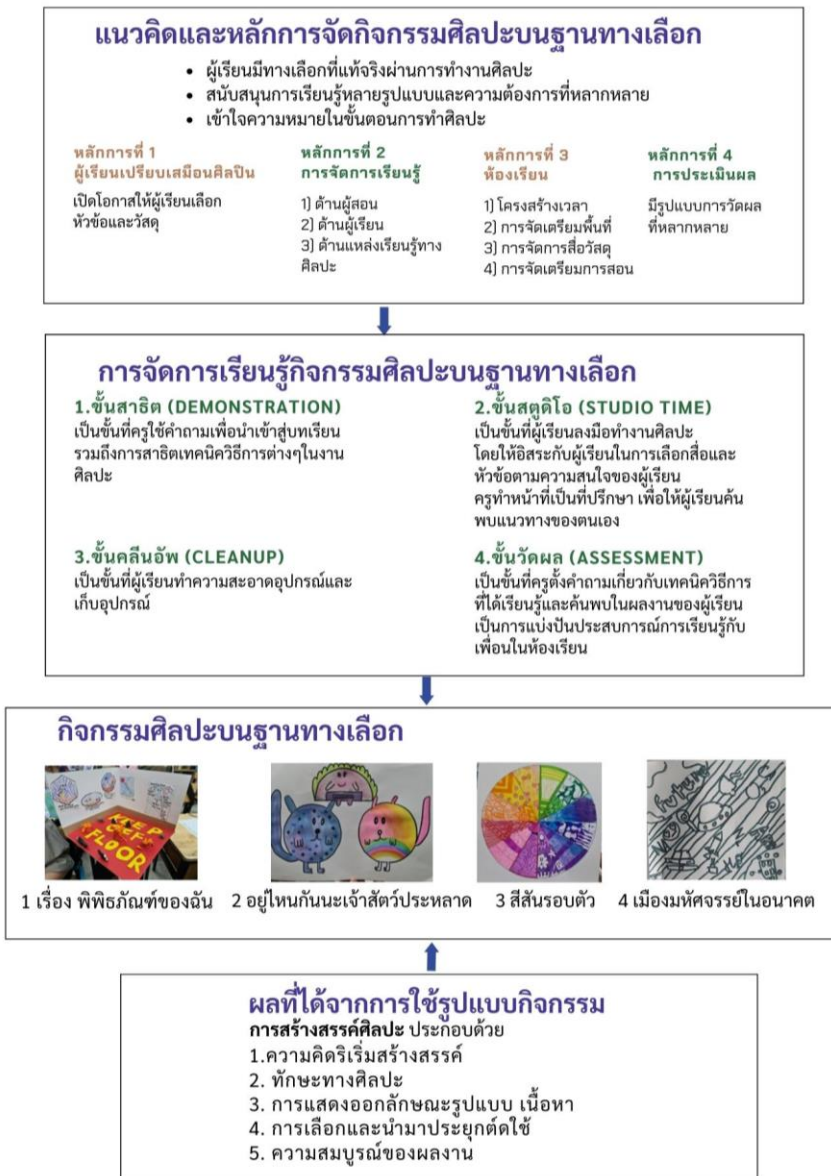 แนวคิดและหลักการจัดกิจกรรมศิลปะบนฐานทางเลือก
• ผู้เรียนมีทางเลือกที่แท้จริงผ่านการทำงานศิลปะ
• สนับสนุนการเรียนรู้หลายรูปแบบและความต้องการที่หลากหลาย
• เข้าใจความหมายในขั้นตอนการทำศิลปะ
หลักการที่ 1
ผู้เรียนเปรียบเสมือนศิลปิน
เปิดโอกาสให้ผู้เรียนเลือก
หัวข้อและวัสดุ
หลักการที่ 2
การจัดการเรียนรู้
1) ด้านผู้สอน
2) ด้านผู้เรียน
3) ด้านแหล่งเรียนรู้ทาง
ศิลปะ
หลักการที่ 3
ห้องเรียน
1) โครงสร้างเวลา
2) การจัดเตรียมพื้นที่
3) การจัดการสื่อวัสดุ
4) การจัดเตรียมการสอน
หลักการที่ 4
การประเมินผล
มีรูปแบบการวัดผล
ที่หลากหลาย
การจัดการเรียนรู้กิจกรรมศิลปะบนฐานทางเลือก
1.ขั้นสาธิต (DEMONSTRATION)
เป็นขั้นที่ครูใช้คำถามเพื่อนำเข้าสู่บทเรียน
รวมถึงการสาธิตเทคนิควิธีการต่างๆในงาน
ศิลปะ
2.ขั้นสตูดิโอ (STUDIO TIME)
เป็นขั้นที่ผู้เรียนลงมือทำงานศิลปะ
โดยให้อิสระกับผู้เรียนในการเลือกสื่อและ
หัวข้อตามความสนใจของผู้เรียน
ครูทำหน้าที่เป็นที่ปรึกษา เพื่อให้ผู้เรียนค้น
พบแนวทางของตนเอง
3.ขั้นคลีนอัพ (CLEANUP)
เป็นขั้นที่ผู้เรียนทำความสะอาดอุปกรณ์และ
เก็บอุปกรณ์
4.ขั้นวัดผล (ASSESSMENT)
เป็นขั้นที่ครูตั้งคำถามเกี่ยวกับเทคนิควิธีการ
ที่ได้เรียนรู้และค้นพบในผลงานของผู้เรียน
เป็นการแบ่งปันประสบการณ์การเรียนรู้กับ
เพื่อนในห้องเรียน
กิจกรรมศิลปะบนฐานทางเลือก
KEEP
OFF
FLOOR
1 เรื่อง พิพิธภัณฑ์ของฉัน
2 อยู่ไหนกันนะเจ้าสัตว์ประหลาด
3 สีสันรอบตัว
4 เมืองมหัศจรรย์ในอนาคต
ผลที่ได้จากการใช้รูปแบบกิจกรรม
การสร้างสรรค์ศิลปะ ประกอบด้วย
1.ความคิดริเริ่มสร้างสรรค์
2. ทักษะทางศิลปะ
3. การแสดงออกลักษณะรูปแบบ เนื้อหา
4. การเลือกและนำมาประยุกต์ดใช้
5. ความสมบูรณ์ของผลงาน